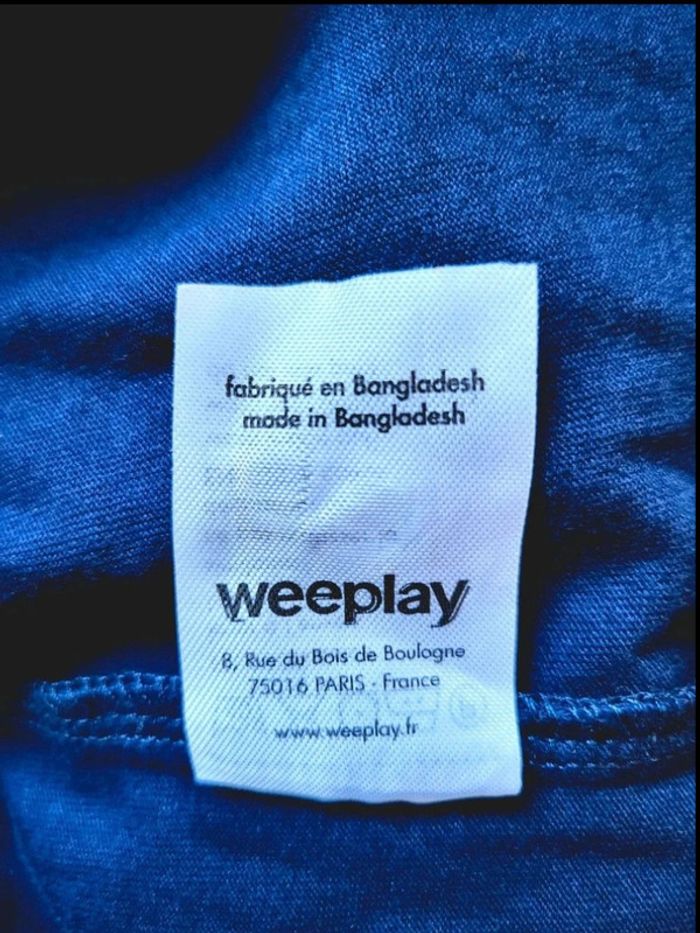 fabriqué en Bangladesh
made in Bangladesh
weeplay
8, Rue du Bois de Boulogne
75016 PARIS - France
www.weeplay.fr